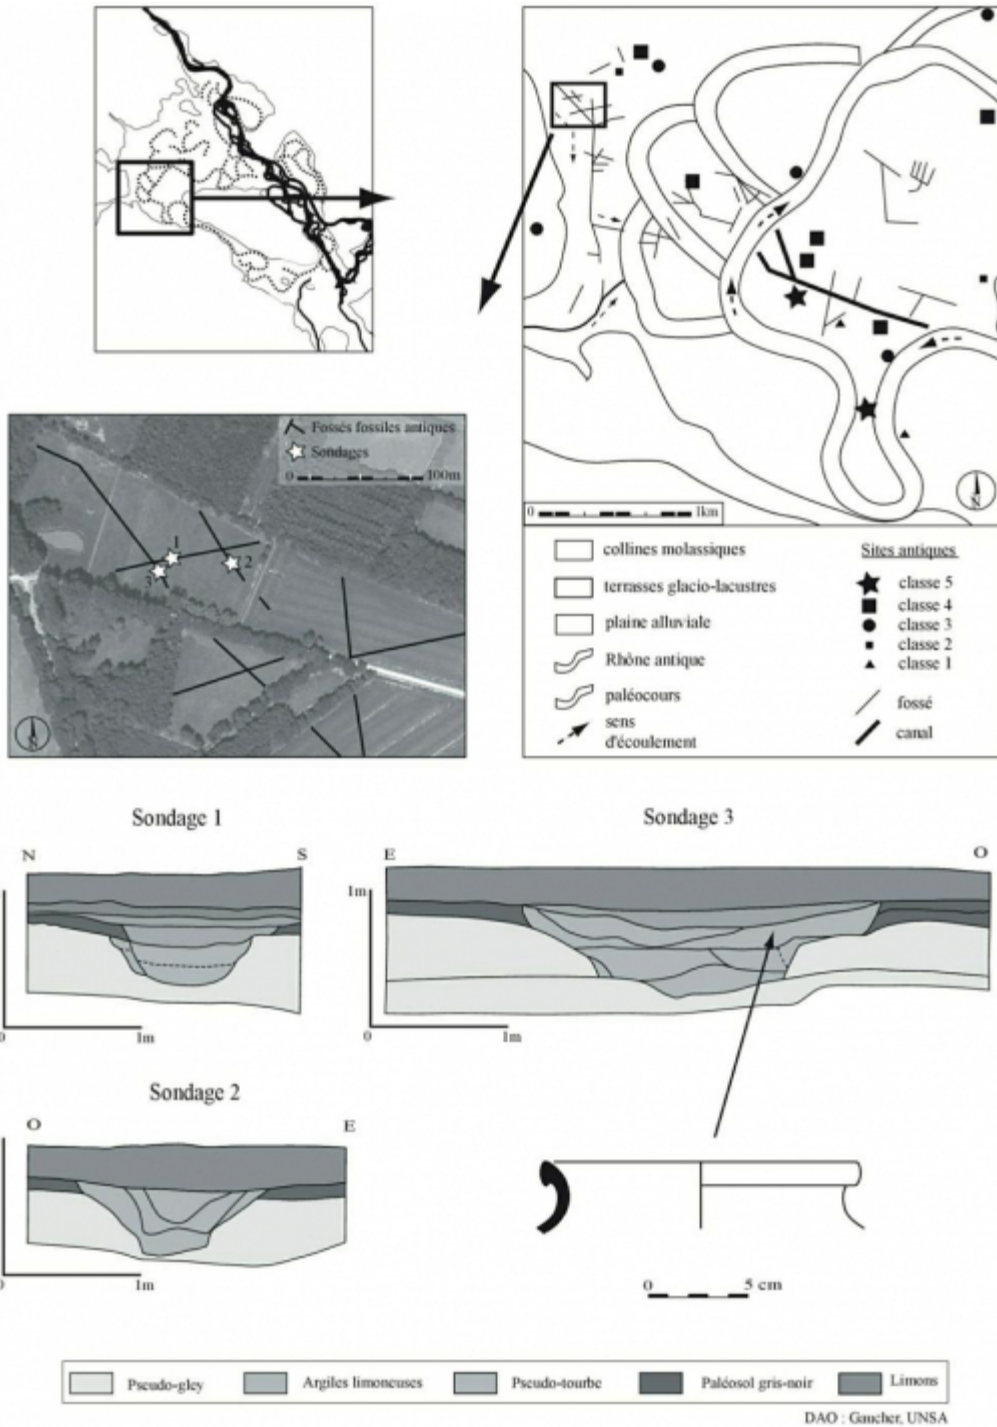 N
0 1km
Fossés fossiles antiques
Sondages
0 100m
1
2
3
N
collines molassiques
terrasses glacio-lacustres
plaine alluviale
Rhône antique
paléocours
sens
d'écoulement
Sites antiques
classe 5
classe 4
classe 3
classe 2
classe 1
fossé
canal
Sondage 1
N S
0 1m
Sondage 3
E O
1m
0 1m
Sondage 2
O E
0 1m
0 5 cm
Pseudo-gley Argiles limoneuses Pseudo-tourbe Paléosol gris-noir Limons
DAO : Gaucher, UNSA